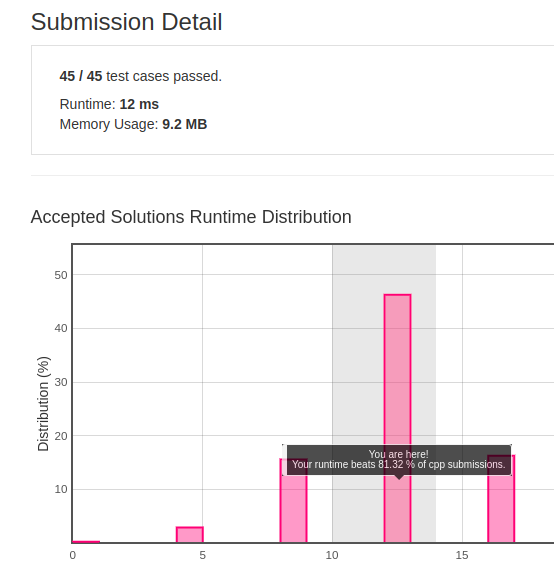 Submission Detail
45 / 45 test cases passed.
Runtime: 12 ms
Memory Usage: 9.2 MB
Accepted Solutions Runtime Distribution
50
40
30
20
10
Distribution (%)
You are here!
Your runtime beats 81.32 % of cpp submissions.
0 5 10 15